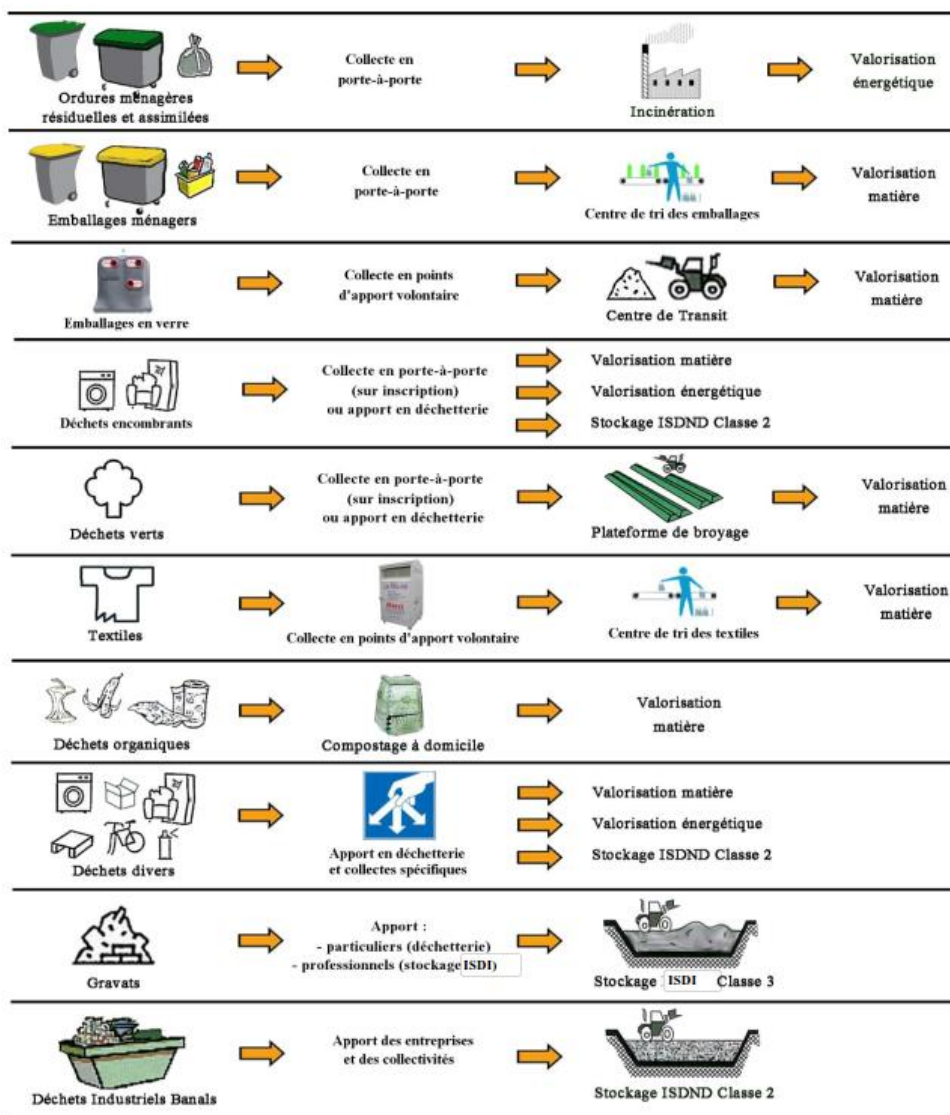 Ordures ménagères
résiduelles et assimilées
Collecte en
porte-à-porte
Incinération
Valorisation
énergétique
Emballages ménagers
Collecte en
porte-à-porte
Centre de tri des emballages
Valorisation
matière
Emballages en verre
Collecte en points
d'apport volontaire
Centre de Transit
Valorisation
matière
Déchets encombrants
Collecte en porte-à-porte
(sur inscription)
ou apport en déchetterie
Valorisation matière
Valorisation énergétique
Stockage ISDND Classe 2
Déchets verts
Collecte en porte-à-porte
(sur inscription)
ou apport en déchetterie
Plateforme de broyage
Valorisation
matière
Textiles
Collecte en points d'apport volontaire
Centre de tri des textiles
Valorisation
matière
Déchets organiques
Compostage à domicile
Valorisation
matière
Déchets divers
Apport en déchetterie
et collectes spécifiques
Valorisation matière
Valorisation énergétique
Stockage ISDND Classe 2
Gravats
Apport :
- particuliers (déchetterie)
- professionnels (stockage ISDI)
Stockage ISDI Classe 3
Déchets Industriels Banals
Apport des entreprises
et des collectivités
Stockage ISDND Classe 2